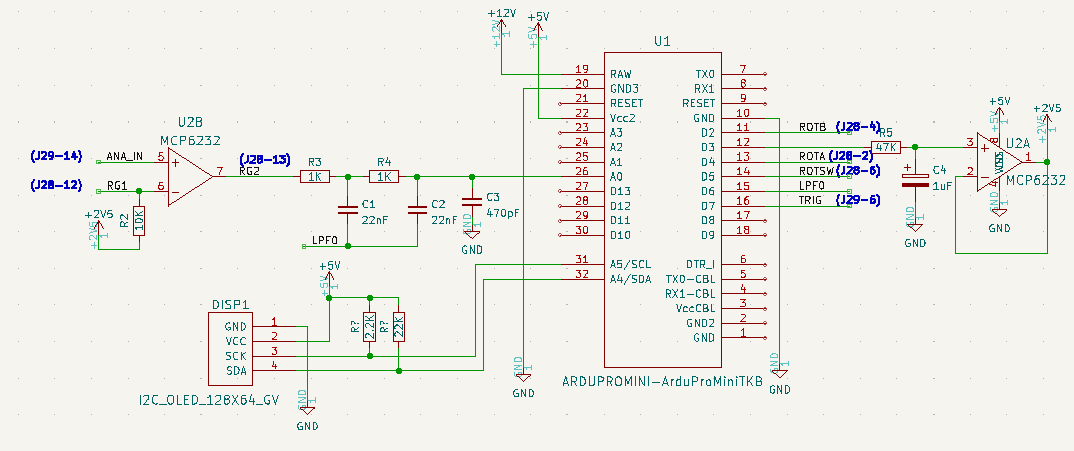 +12V
+12V
1
+5V
+5V
1
U1
19 RAW
20 GND3
21 RESET
22 Vcc2
23 A3
24 A2
25 A1
26 A0
27 D13
28 D12
29 D11
30 D10
31 A5/SCL
32 A4/SDA
TX0 7
RX1 8
RESET 9
GND 10
D2 11
D3 12
D4 13
D5 14
D6 15
D7 16
D8 17
D9 18
DTR_I 6
TX0-CBL 5
RX1-CBL 4
VccCBL 3
GND2 2
GND 1
ARDUPROMINI-ArduProMiniTKB
GND
1
GND
GND
1
GND
ROTB (J28-4)
ROTA (J28-2)
ROTSW (J28-6)
LPF0
TRIG (J29-6)
R5
47K
C4
1uF
GND
1
GND
+5V
+5V
1
+2V5
+2V5
1
U2A
MCP6232
3 +
2 -
8
VDD
VSS
4
1
GND
1
GND
U2B
MCP6232
(J29-14) ANA_IN 5 +
(J28-12) RG1 6 -
7
(J28-13)
RG2
+2V5
+2V5
1
R2
10K
R3
1K
R4
1K
C1
22nF
C2
22nF
C3
470pF
GND
1
GND
LPF0
+5V
+5V
1
R?
2.2K
R?
22K
DISP1
GND 1
VCC 2
SCK 3
SDA 4
I2C_OLED_128X64_GV
GND
1
GND